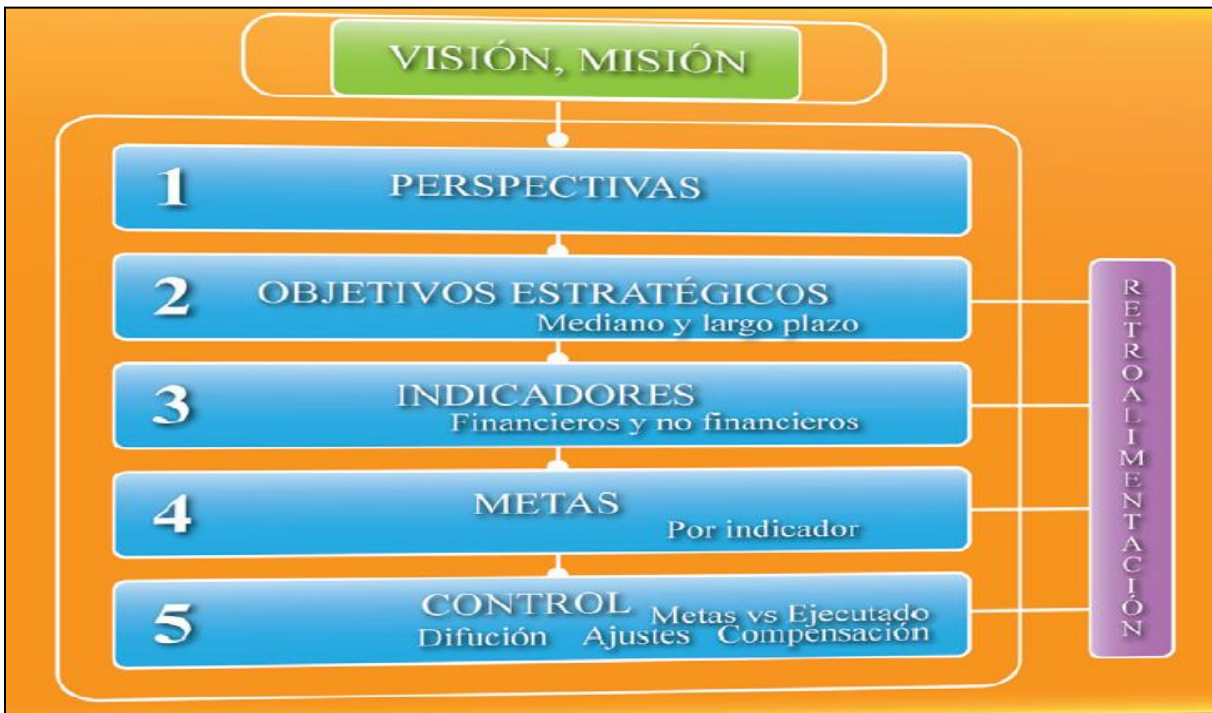 VISIÓN, MISIÓN
1 PERSPECTIVAS
2 OBJETIVOS ESTRATÉGICOS
Mediano y largo plazo
3 INDICADORES
Financieros y no financieros
4 METAS
Por indicador
5 CONTROL Metas vs Ejecutado
Difución Ajustes Compensación
RETROALIMENTACIÓN